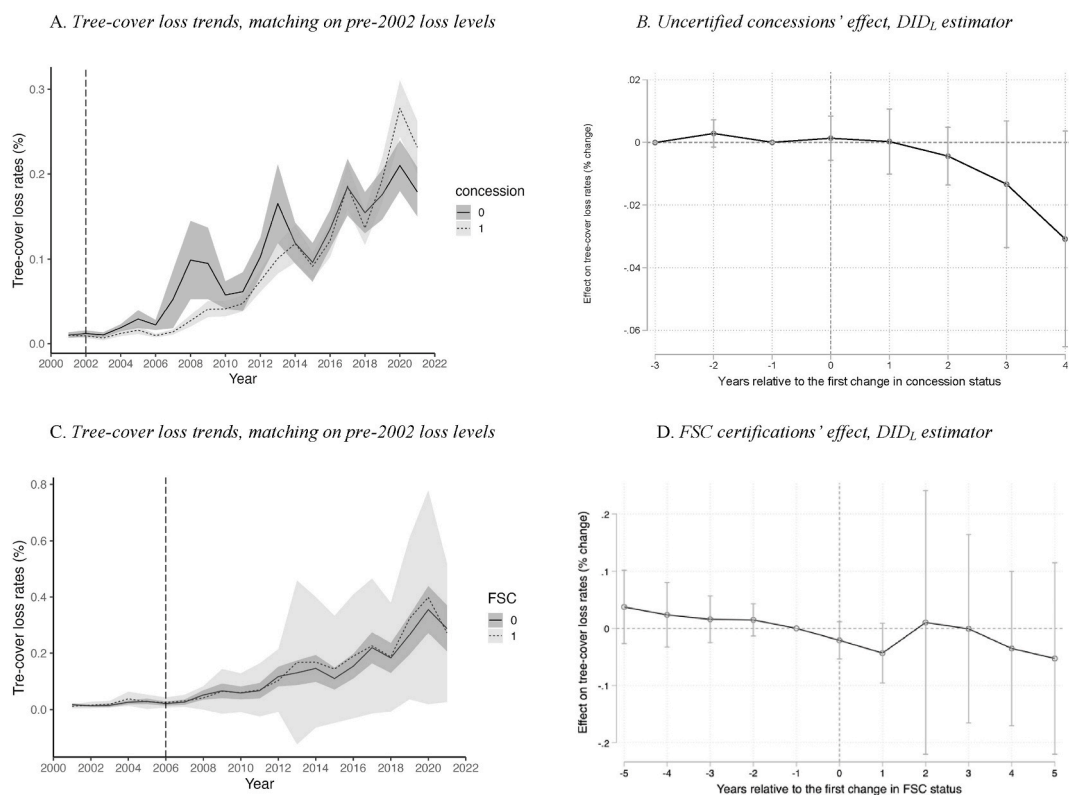 A. Tree-cover loss trends, matching on pre-2002 loss levels
Tree-cover loss rates (%)
0.3
0.2
0.1
0.0
2000 2002 2004 2006 2008 2010 2012 2014 2016 2018 2020 2022
Year
concession
0
1
B. Uncertified concessions' effect, DIDL estimator
Effect on tree-cover loss rates (% change)
.02
0
-.02
-.04
-.06
-3 -2 -1 0 1 2 3 4
Years relative to the first change in concession status
C. Tree-cover loss trends, matching on pre-2002 loss levels
Tre-cover loss rates (%)
0.8
0.6
0.4
0.2
0.0
2000 2002 2004 2006 2008 2010 2012 2014 2016 2018 2020 2022
Year
FSC
0
1
D. FSC certifications' effect, DIDL estimator
Effect on tree-cover loss rates (% change)
.2
.1
0
-.1
-.2
-5 -4 -3 -2 -1 0 1 2 3 4 5
Years relative to the first change in FSC status